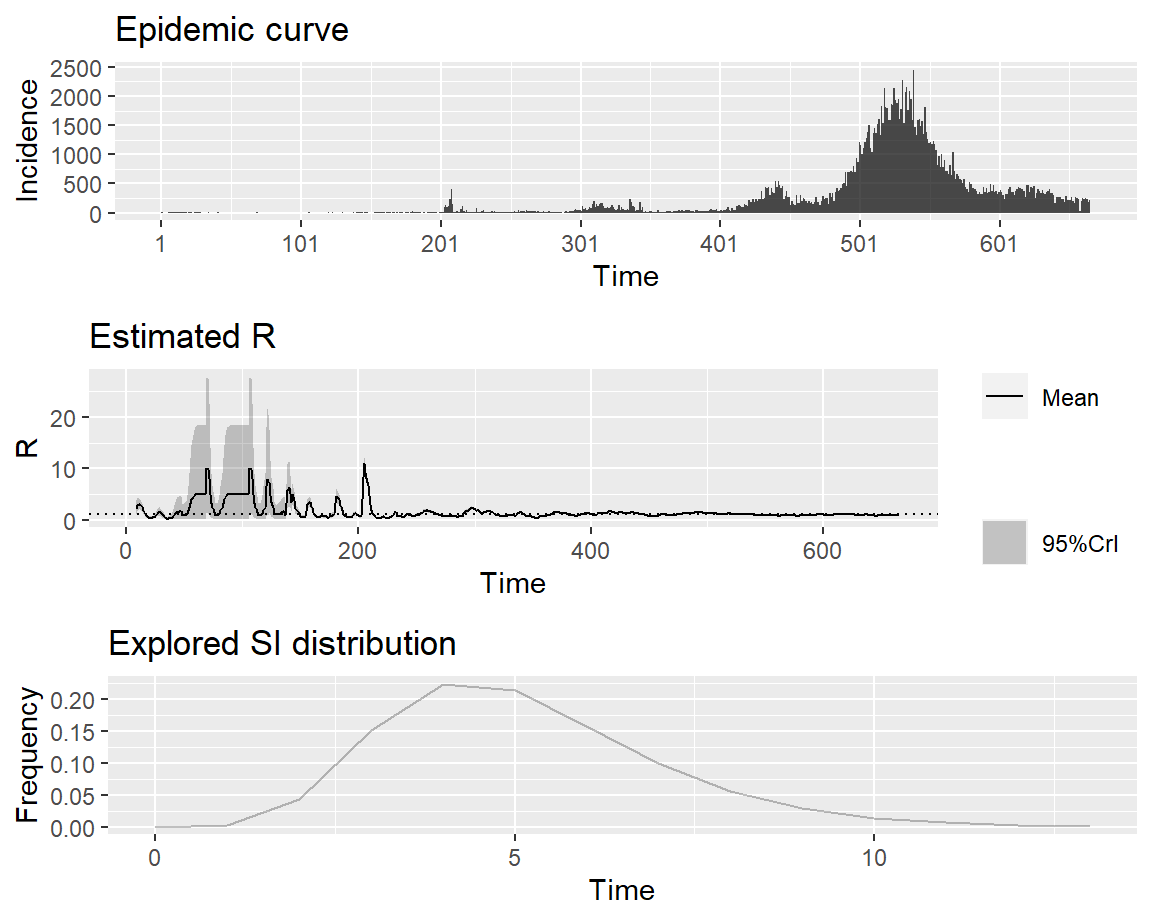 Epidemic curve
2500
2000
1500
1000
500
0
Incidence
1 101 201 301 401 501 601
Time
Estimated R
20
10
0
R
0 200 400 600
Time
Mean
95%CrI
Explored SI distribution
0.20
0.15
0.10
0.05
0.00
Frequency
0 5 10
Time